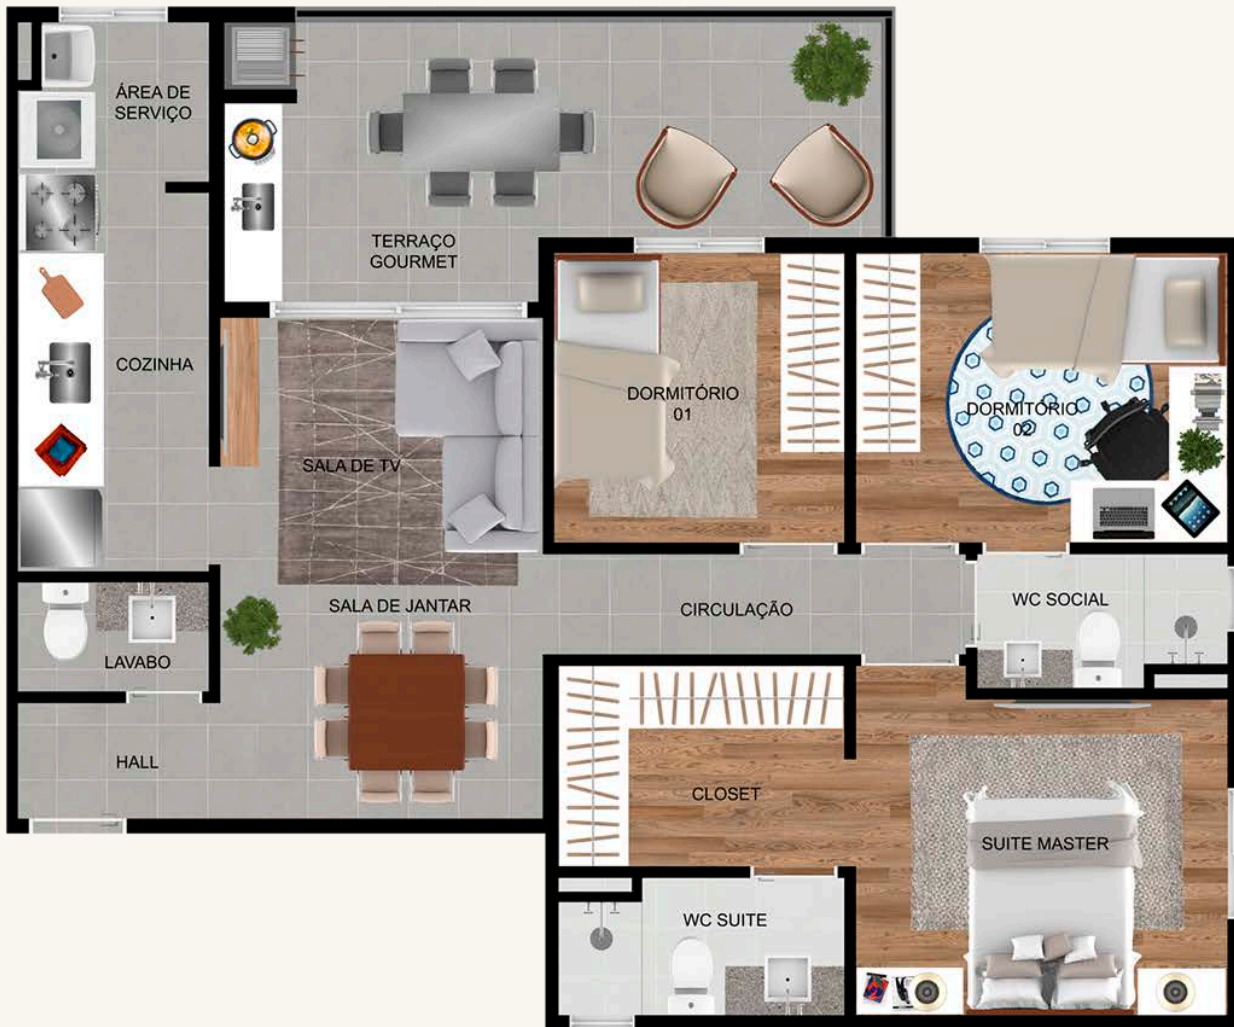 ÁREA DE
SERVIÇO
TERRAÇO
GOURMET
COZINHA
SALA DE TV
DORMITÓRIO
01
DORMITÓRIO
02
SALA DE JANTAR
CIRCULAÇÃO
WC SOCIAL
LAVABO
HALL
CLOSET
SUITE MASTER
WC SUITE